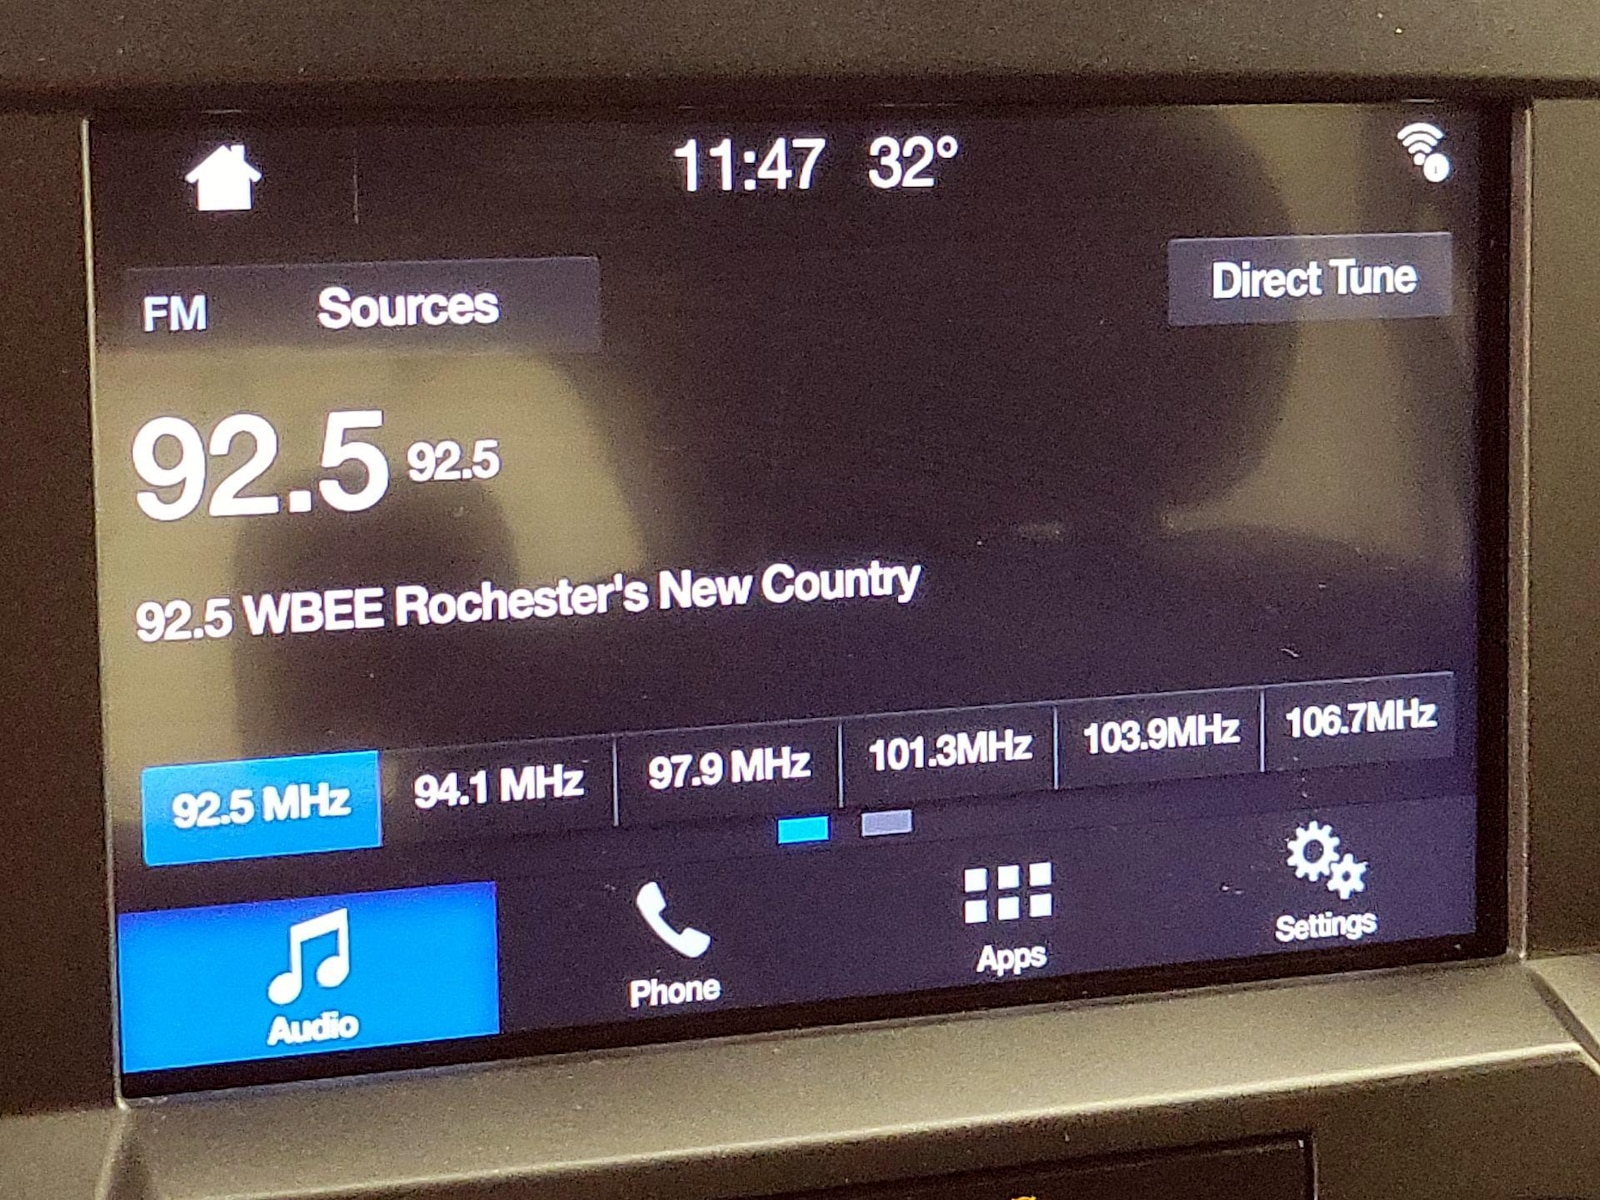 11:47 32°
FM Sources
Direct Tune
92.5 92.5
92.5 WBEE Rochester's New Country
92.5 MHz 94.1 MHz 97.9 MHz 101.3MHz 103.9MHz 106.7MHz
Audio Phone Apps Settings